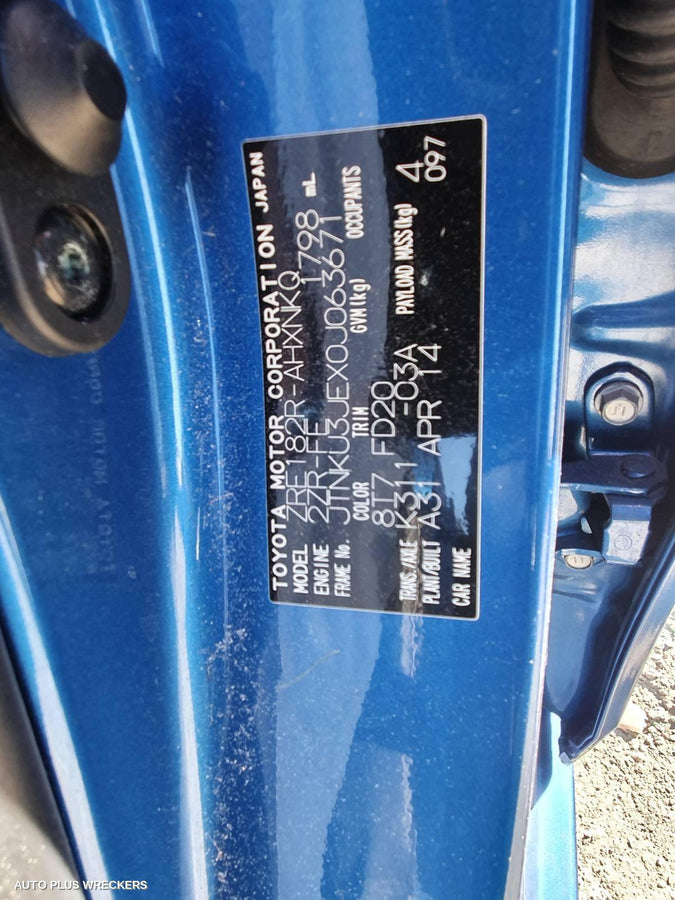 TOYOTA MOTOR CORPORATION JAPAN
MODEL ZRE182R-AHXNKQ
ENGINE 2ZR-FE 1798 mL
FRAME No. JTNKU3JEX0J063671
COLOR TRIM GVM(kg) OCCUPANTS
8T7 FD20
TRANS./AXLE K311 -03A PAYLOAD MASS(kg) 4
PLANT/BUILT A31 APR 14 097
CAR NAME
AUTO PLUS WRECKERS